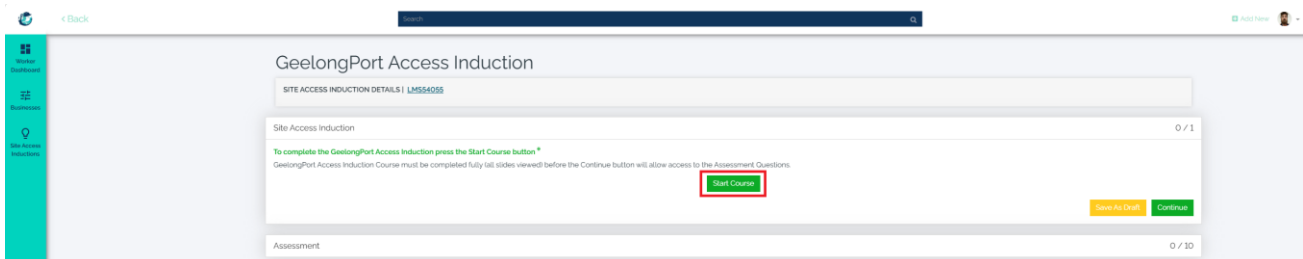 < Back
Search
Add New
Worker
Dashboard
Businesses
Site Access
Inductions
GeelongPort Access Induction
SITE ACCESS INDUCTION DETAILS | LMS54055
Site Access Induction 0 / 1
To complete the GeelongPort Access Induction press the Start Course button *
GeelongPort Access Induction Course must be completed fully (all slides viewed) before the Continue button will allow access to the Assessment Questions.
Start Course
Save As Draft Continue
Assessment 0 / 10